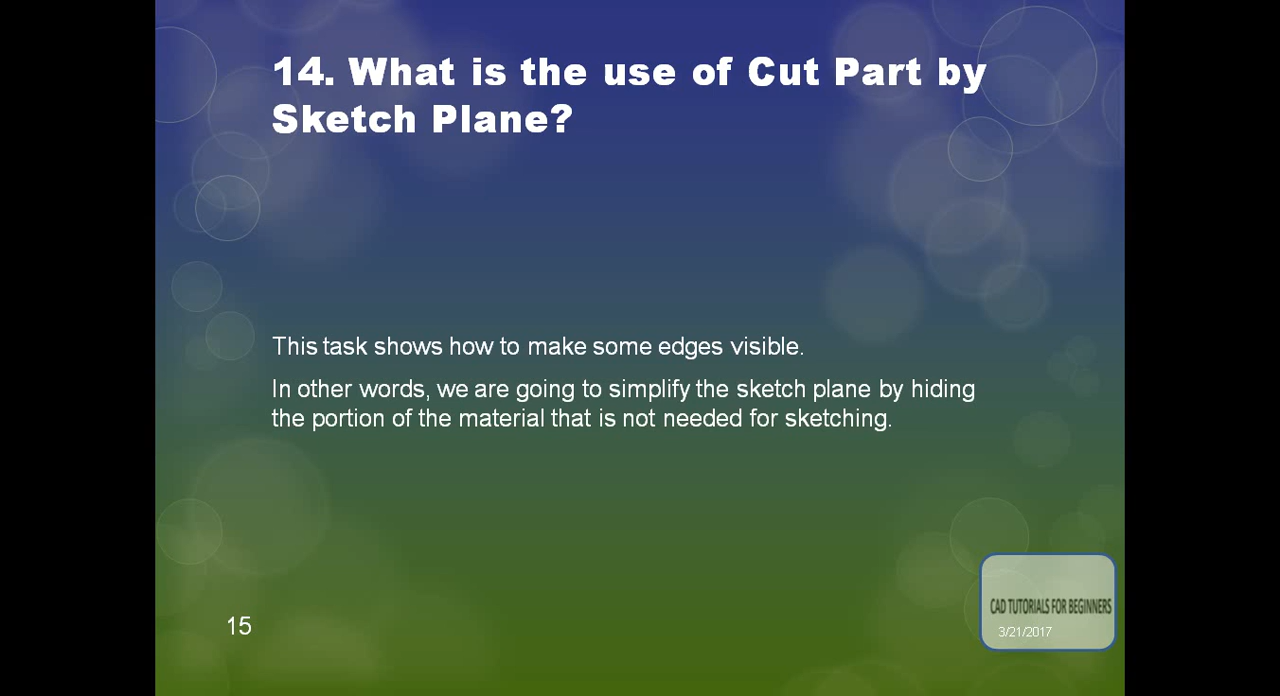 14. What is the use of Cut Part by
Sketch Plane?
This task shows how to make some edges visible.
In other words, we are going to simplify the sketch plane by hiding
the portion of the material that is not needed for sketching.
15
CAD TUTORIALS FOR BEGINNERS
3/21/2017